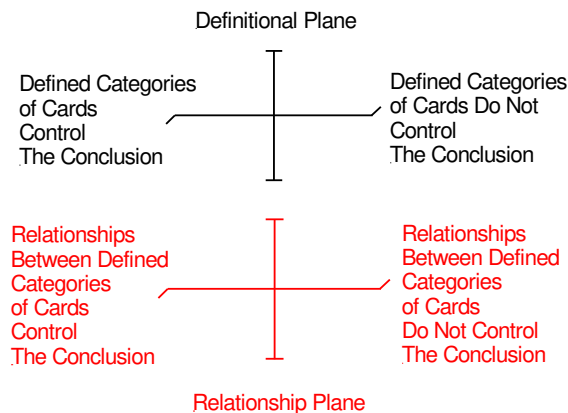 Definitional Plane
Defined Categories
of Cards
Control
The Conclusion
Defined Categories
of Cards Do Not
Control
The Conclusion
Relationships
Between Defined
Categories
of Cards
Control
The Conclusion
Relationships
Between Defined
Categories
of Cards
Do Not Control
The Conclusion
Relationship Plane